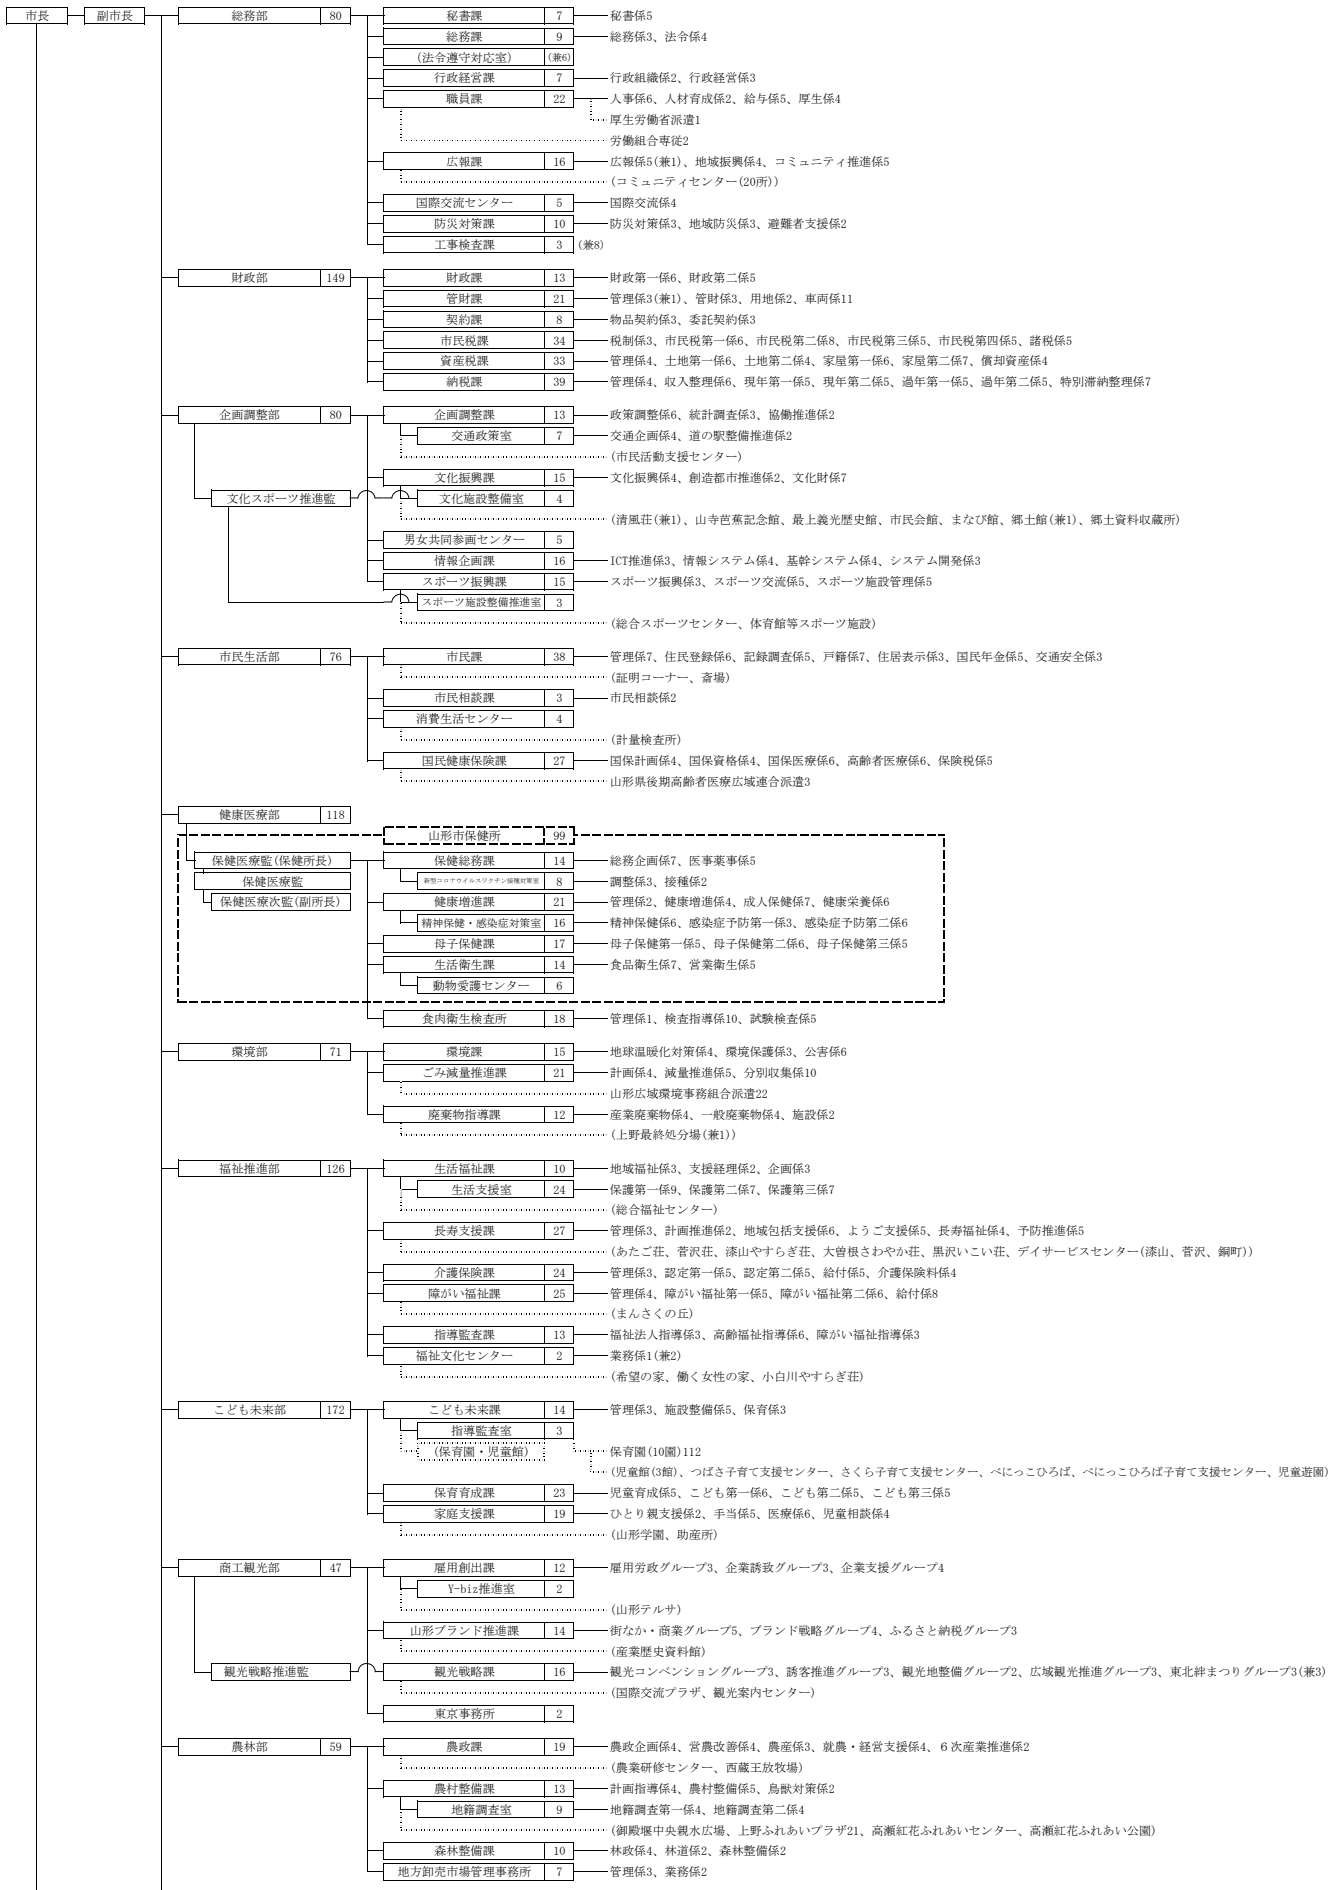 市長 副市長 総務部 80 秘書課 7 秘書係5
総務課 9 総務係3、法令係4
(法令遵守対応室) (兼6)
行政経営課 7 行政組織係2、行政経営係3
職員課 22 人事係6、人材育成係2、給与係5、厚生係4
厚生労働省派遣1
労働組合専従2
広報課 16 広報係5(兼1)、地域振興係4、コミュニティ推進係5
(コミュニティセンター(20所))
国際交流センター 5 国際交流係4
防災対策課 10 防災対策係3、地域防災係3、避難者支援係2
工事検査課 3 (兼8)
財政部 149 財政課 13 財政第一係6、財政第二係5
管財課 21 管理係3(兼1)、管財係3、用地係2、車両係11
契約課 8 物品契約係3、委託契約係3
市民税課 34 税制係3、市民税第一係6、市民税第二係8、市民税第三係5、市民税第四係5、諸税係5
資産税課 33 管理係4、土地第一係6、土地第二係4、家屋第一係6、家屋第二係7、償却資産係4
納税課 39 管理係4、収入整理係6、現年第一係5、現年第二係5、過年第一係5、過年第二係5、特別滞納整理係7
企画調整部 80 企画調整課 13 政策調整係6、統計調査係3、協働推進係2
交通政策室 7 交通企画係4、道の駅整備推進係2
(市民活動支援センター)
文化振興課 15 文化振興係4、創造都市推進係2、文化財係7
文化スポーツ推進監 文化施設整備室 4
(清風荘(兼1)、山寺芭蕉記念館、最上義光歴史館、市民会館、まなび館、郷土館(兼1)、郷土資料収蔵所)
男女共同参画センター 5
情報企画課 16 ICT推進係3、情報システム係4、基幹システム係4、システム開発係3
スポーツ振興課 15 スポーツ振興係3、スポーツ交流係5、スポーツ施設管理係5
スポーツ施設整備推進室 3
(総合スポーツセンター、体育館等スポーツ施設)
市民生活部 76 市民課 38 管理係7、住民登録係6、記録調査係5、戸籍係7、住居表示係3、国民年金係5、交通安全係3
(証明コーナー、斎場)
市民相談課 3 市民相談係2
消費生活センター 4
(計量検査所)
国民健康保険課 27 国保計画係4、国保資格係4、国保医療係6、高齢者医療係6、保険税係5
山形県後期高齢者医療広域連合派遣3
健康医療部 118
山形市保健所 99
保健医療監(保健所長) 保健総務課 14 総務企画係7、医事薬事係5
保健医療監 新型コロナウイルスワクチン接種対策室 8 調整係3、接種係2
保健医療次監(副所長) 健康増進課 21 管理係2、健康増進係4、成人保健係7、健康栄養係6
精神保健・感染症対策室 16 精神保健係6、感染症予防第一係3、感染症予防第二係6
母子保健課 17 母子保健第一係5、母子保健第二係6、母子保健第三係5
生活衛生課 14 食品衛生係7、営業衛生係5
動物愛護センター 6
食肉衛生検査所 18 管理係1、検査指導係10、試験検査係5
環境部 71 環境課 15 地球温暖化対策係4、環境保護係3、公害係6
ごみ減量推進課 21 計画係4、減量推進係5、分別収集係10
山形広域環境事務組合派遣22
廃棄物指導課 12 産業廃棄物係4、一般廃棄物係4、施設係2
(上野最終処分場(兼1))
福祉推進部 126 生活福祉課 10 地域福祉係3、支援経理係2、企画係3
生活支援室 24 保護第一係9、保護第二係7、保護第三係7
(総合福祉センター)
長寿支援課 27 管理係3、計画推進係2、地域包括支援係6、ようご支援係5、長寿福祉係4、予防推進係5
(あたご荘、菅沢荘、漆山やすらぎ荘、大曽根さわやか荘、黒沢いこい荘、デイサービスセンター(漆山、菅沢、銅町))
介護保険課 24 管理係3、認定第一係5、認定第二係5、給付係5、介護保険料係4
障がい福祉課 25 管理係4、障がい福祉第一係5、障がい福祉第二係6、給付係8
(まんさくの丘)
指導監査課 13 福祉法人指導係3、高齢福祉指導係6、障がい福祉指導係3
福祉文化センター 2 業務係1(兼2)
(希望の家、働く女性の家、小白川やすらぎ荘)
こども未来部 172 こども未来課 14 管理係3、施設整備係5、保育係3
指導監査室 3
(保育園・児童館) 保育園(10園)112
(児童館(3館)、つばさ子育て支援センター、さくら子育て支援センター、べにっこひろば、べにっこひろば子育て支援センター、児童遊園)
保育育成課 23 児童育成係5、こども第一係6、こども第二係5、こども第三係5
家庭支援課 19 ひとり親支援係2、手当係5、医療係6、児童相談係4
(山形学園、助産所)
商工観光部 47 雇用創出課 12 雇用労政グループ3、企業誘致グループ3、企業支援グループ4
Y-biz推進室 2
(山形テルサ)
山形ブランド推進課 14 街なか・商業グループ5、ブランド戦略グループ4、ふるさと納税グループ3
(産業歴史資料館)
観光戦略推進監 観光戦略課 16 観光コンベンショングループ3、誘客推進グループ3、観光地整備グループ2、広域観光推進グループ3、東北絆まつりグループ3(兼3)
(国際交流プラザ、観光案内センター)
東京事務所 2
農林部 59 農政課 19 農政企画係4、営農改善係4、農産係3、就農・経営支援係4、６次産業推進係2
(農業研修センター、西蔵王放牧場)
農村整備課 13 計画指導係4、農村整備係5、鳥獣対策係2
地籍調査室 9 地籍調査第一係4、地籍調査第二係4
(御殿堰中央親水広場、上野ふれあいプラザ21、高瀬紅花ふれあいセンター、高瀬紅花ふれあい公園)
森林整備課 10 林政係4、林道係2、森林整備係2
地方卸売市場管理事務所 7 管理係3、業務係2